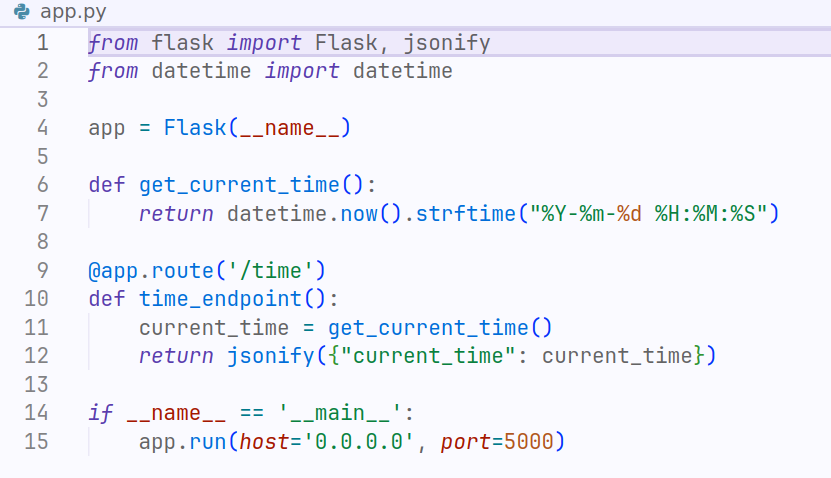 app.py
1 from flask import Flask, jsonify
2 from datetime import datetime
3
4 app = Flask(__name__)
5
6 def get_current_time():
7     return datetime.now().strftime("%Y-%m-%d %H:%M:%S")
8
9 @app.route('/time')
10 def time_endpoint():
11     current_time = get_current_time()
12     return jsonify({"current_time": current_time})
13
14 if __name__ == '__main__':
15     app.run(host='0.0.0.0', port=5000)